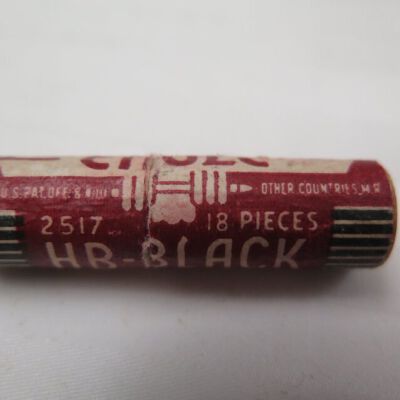 U.S. PAT. OFF. &
OTHER COUNTRIES, M.R.
2517
18 PIECES
HB-BLACK